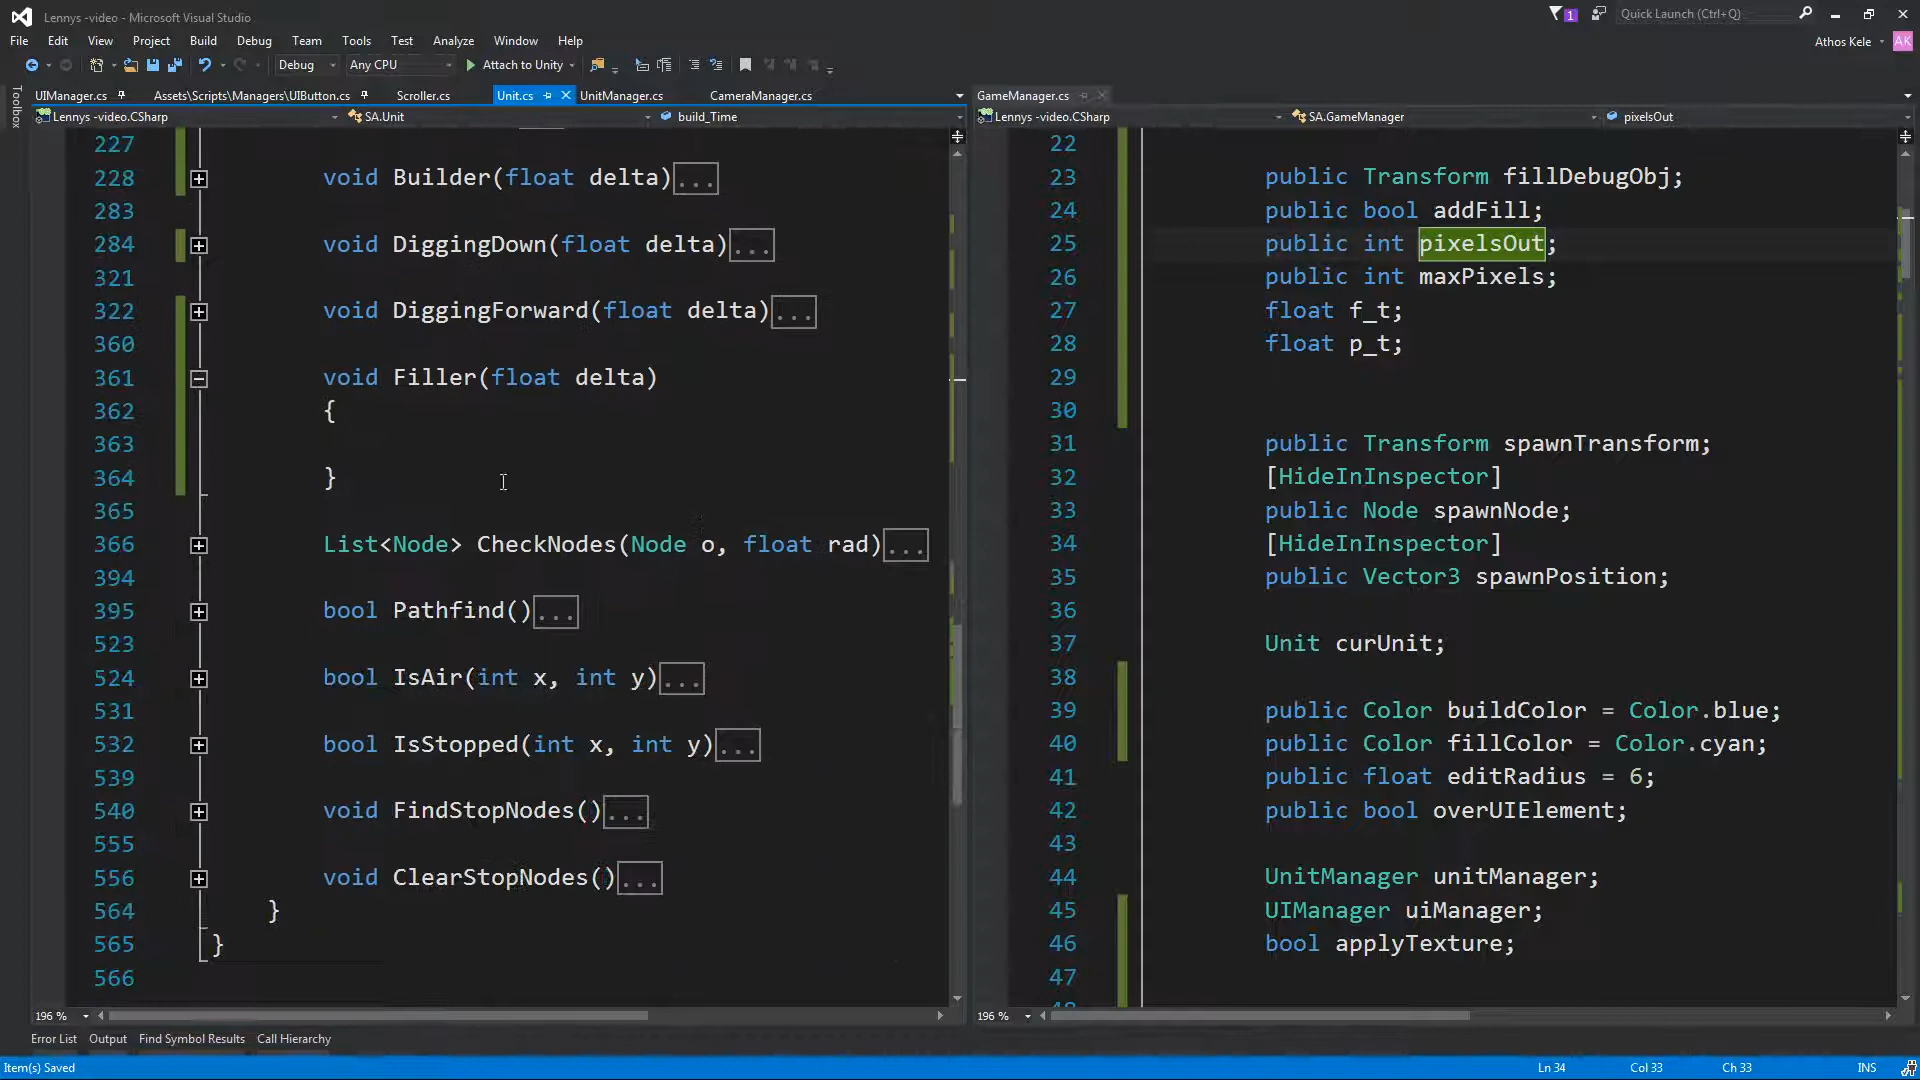 Lennys -video - Microsoft Visual Studio
1
Quick Launch (Ctrl+Q)
File Edit View Project Build Debug Team Tools Test Analyze Window Help
Athos Kele AK
Debug Any CPU Attach to Unity
Toolbox
UIManager.cs Assets\Scripts\Managers\UIButton.cs Scroller.cs Unit.cs UnitManager.cs CameraManager.cs
Lennys -video.CSharp SA.Unit build_Time
227
228 void Builder(float delta)...
283
284 void DiggingDown(float delta)...
321
322 void DiggingForward(float delta)...
360
361 void Filler(float delta)
362 {
363
364 }
365
366 List<Node> CheckNodes(Node o, float rad)...
394
395 bool Pathfind()...
523
524 bool IsAir(int x, int y)...
531
532 bool IsStopped(int x, int y)...
539
540 void FindStopNodes()...
555
556 void ClearStopNodes()...
564 }
565 }
566
196 %
GameManager.cs
Lennys -video.CSharp SA.GameManager pixelsOut
22
23 public Transform fillDebugObj;
24 public bool addFill;
25 public int pixelsOut;
26 public int maxPixels;
27 float f_t;
28 float p_t;
29
30
31 public Transform spawnTransform;
32 [HideInInspector]
33 public Node spawnNode;
34 [HideInInspector]
35 public Vector3 spawnPosition;
36
37 Unit curUnit;
38
39 public Color buildColor = Color.blue;
40 public Color fillColor = Color.cyan;
41 public float editRadius = 6;
42 public bool overUIElement;
43
44 UnitManager unitManager;
45 UIManager uiManager;
46 bool applyTexture;
47
48
196 %
Error List Output Find Symbol Results Call Hierarchy
Item(s) Saved Ln 34 Col 33 Ch 33 INS